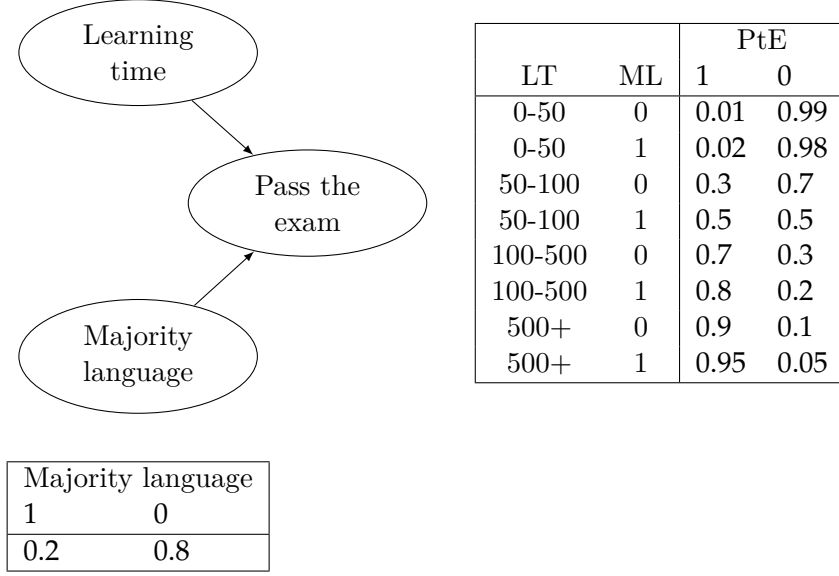 Learning
time
Pass the
exam
Majority
language
PtE
LT ML 1 0
0-50 0 0.01 0.99
0-50 1 0.02 0.98
50-100 0 0.3 0.7
50-100 1 0.5 0.5
100-500 0 0.7 0.3
100-500 1 0.8 0.2
500+ 0 0.9 0.1
500+ 1 0.95 0.05
Majority language
1 0
0.2 0.8